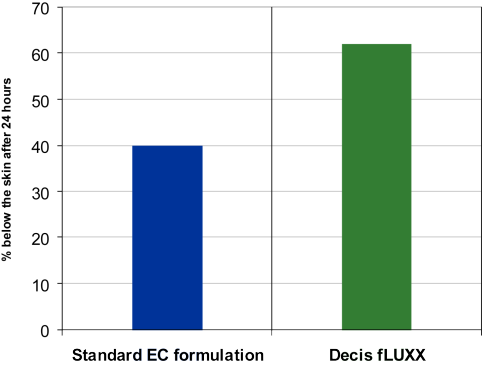 70
60
50
40
30
20
10
0
% below the skin after 24 hours
Standard EC formulation
Decis fLUXX